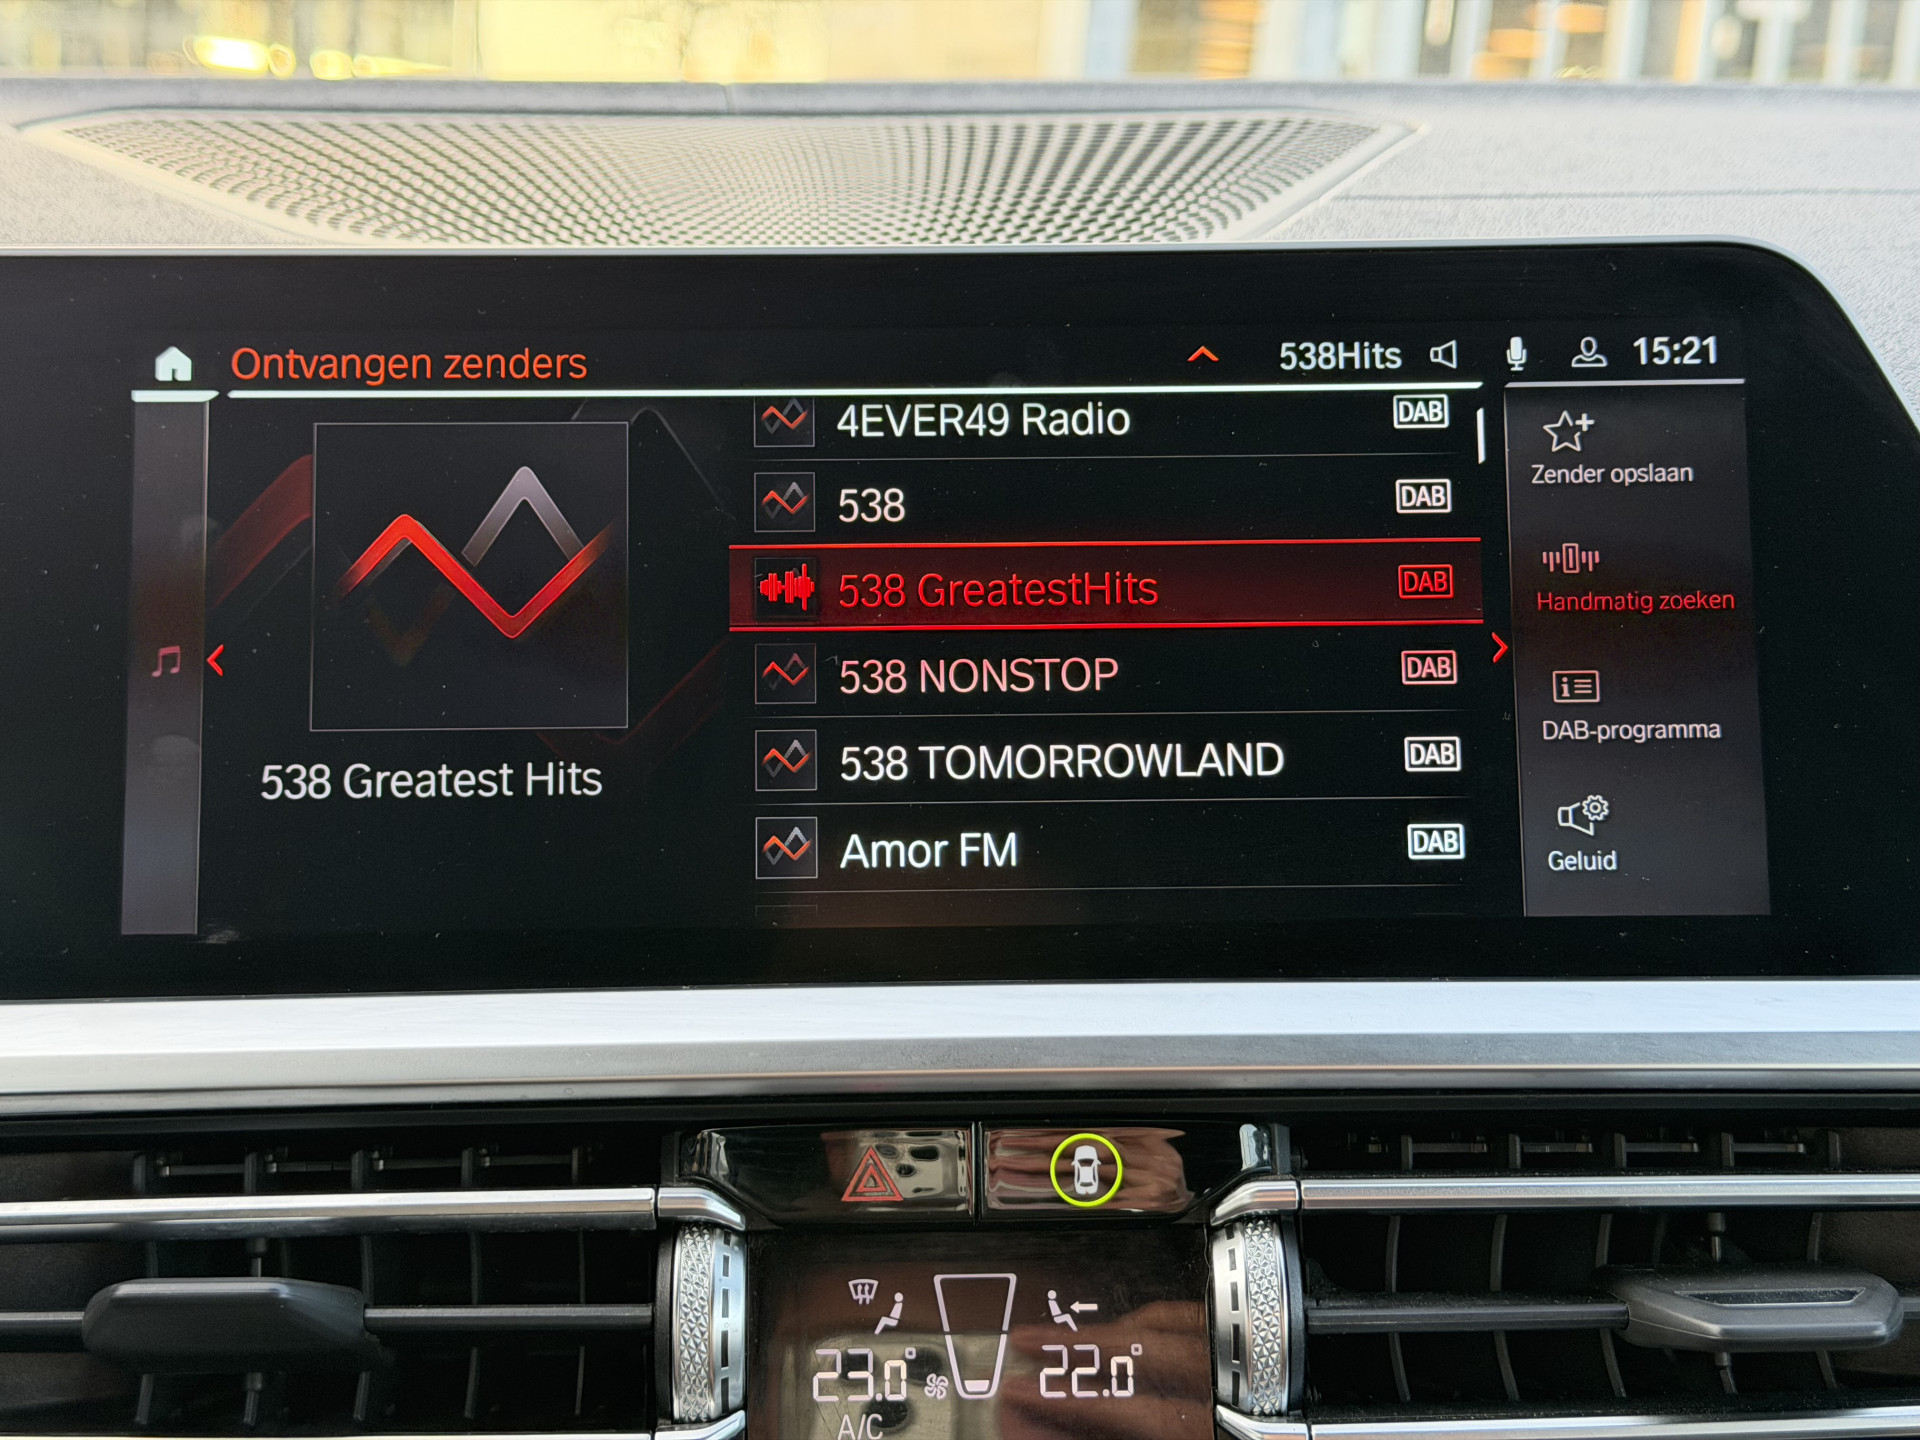 Ontvangen zenders
538Hits
15:21
538 Greatest Hits
4EVER49 Radio DAB
538 DAB
538 GreatestHits DAB
538 NONSTOP DAB
538 TOMORROWLAND DAB
Amor FM DAB
Zender opslaan
Handmatig zoeken
DAB-programma
Geluid
23.0° 22.0°
A/C